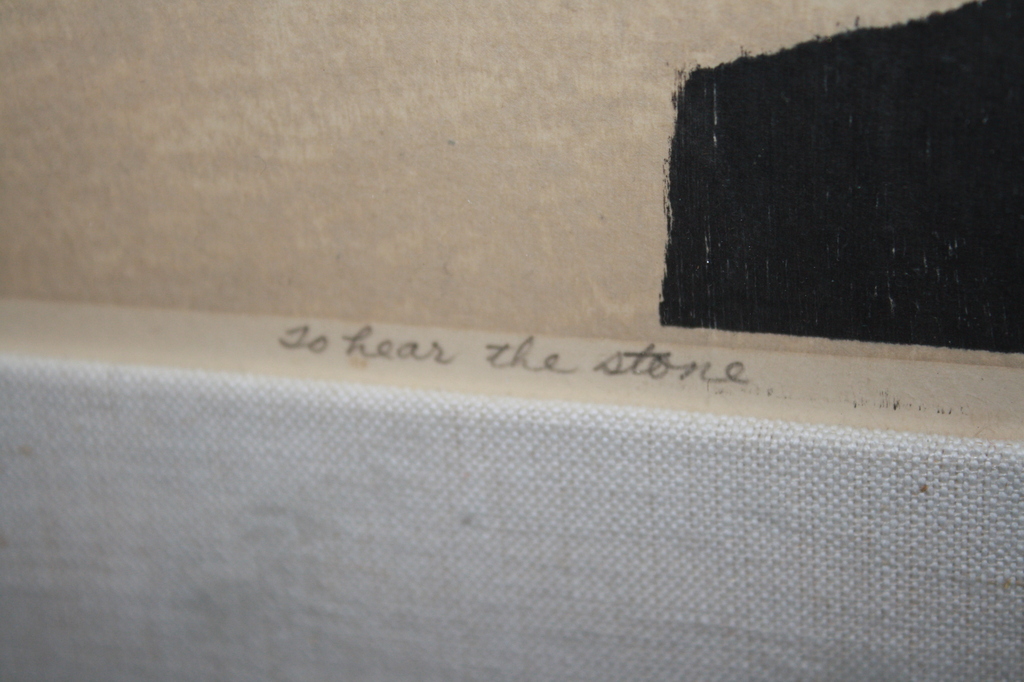 To hear the stone